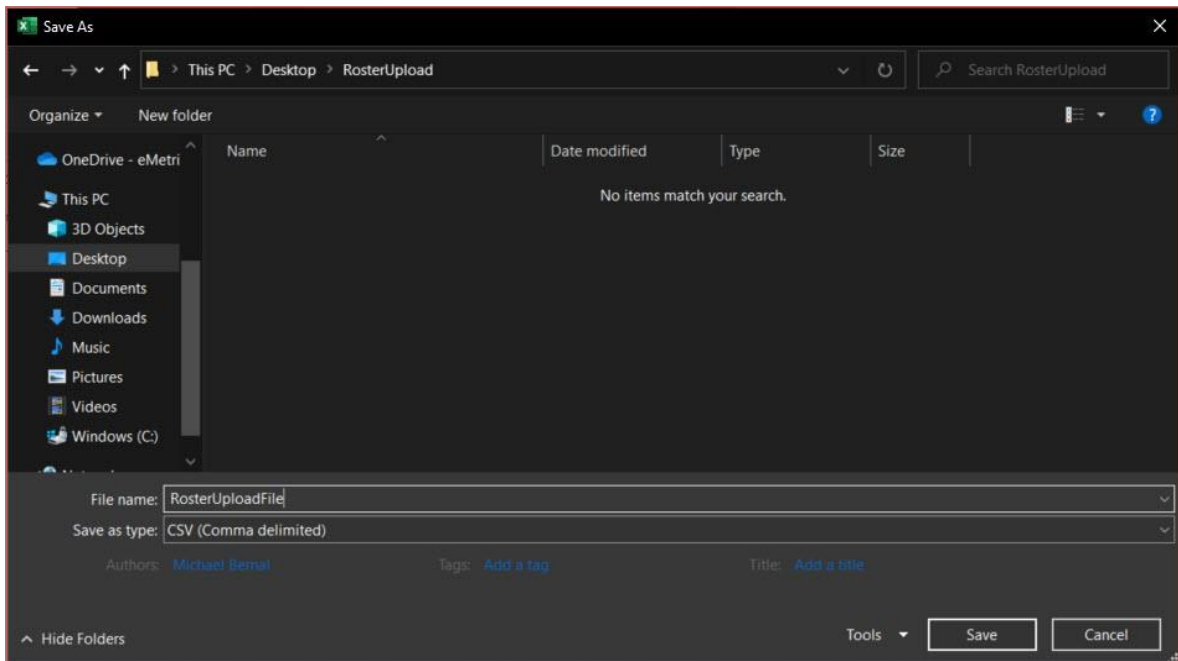 Save As
This PC > Desktop > RosterUpload
Search RosterUpload
Organize
New folder
?
OneDrive - eMetri
Name
Date modified
Type
Size
No items match your search.
This PC
3D Objects
Desktop
Documents
Downloads
Music
Pictures
Videos
Windows (C:)
File name: RosterUploadFile
Save as type: CSV (Comma delimited)
Authors: Michael Bernal Tags: Add a tag Title: Add a title
Hide Folders
Tools
Save
Cancel